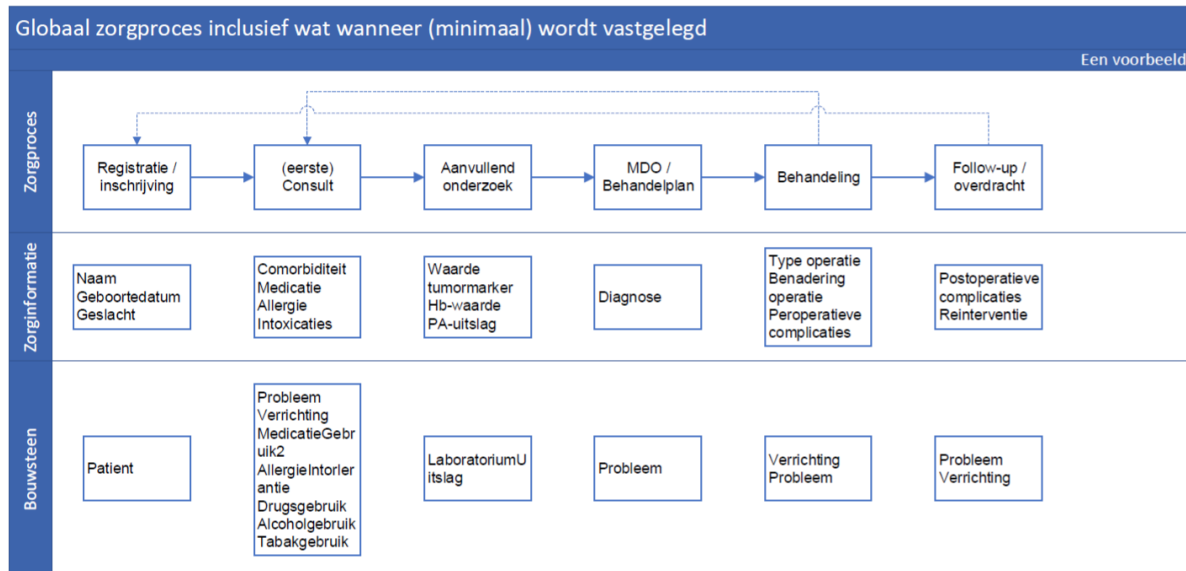 Globaal zorgproces inclusief wat wanneer (minimaal) wordt vastgelegd
Een voorbeeld
Zorgproces
Registratie /
inschrijving
(eerste)
Consult
Aanvullend
onderzoek
MDO /
Behandelplan
Behandeling
Follow-up /
overdracht
Zorginformatie
Naam
Geboortedatum
Geslacht
Comorbiditeit
Medicatie
Allergie
Intoxicaties
Waarde
tumormarker
Hb-waarde
PA-uitslag
Diagnose
Type operatie
Benadering
operatie
Peroperatieve
complicaties
Postoperatieve
complicaties
Reinterventie
Bouwsteen
Patient
Probleem
Verrichting
MedicatieGebr
uik2
AllergieIntorler
antie
Drugsgebruik
Alcoholgebruik
Tabakgebruik
LaboratoriumU
itslag
Probleem
Verrichting
Probleem
Probleem
Verrichting